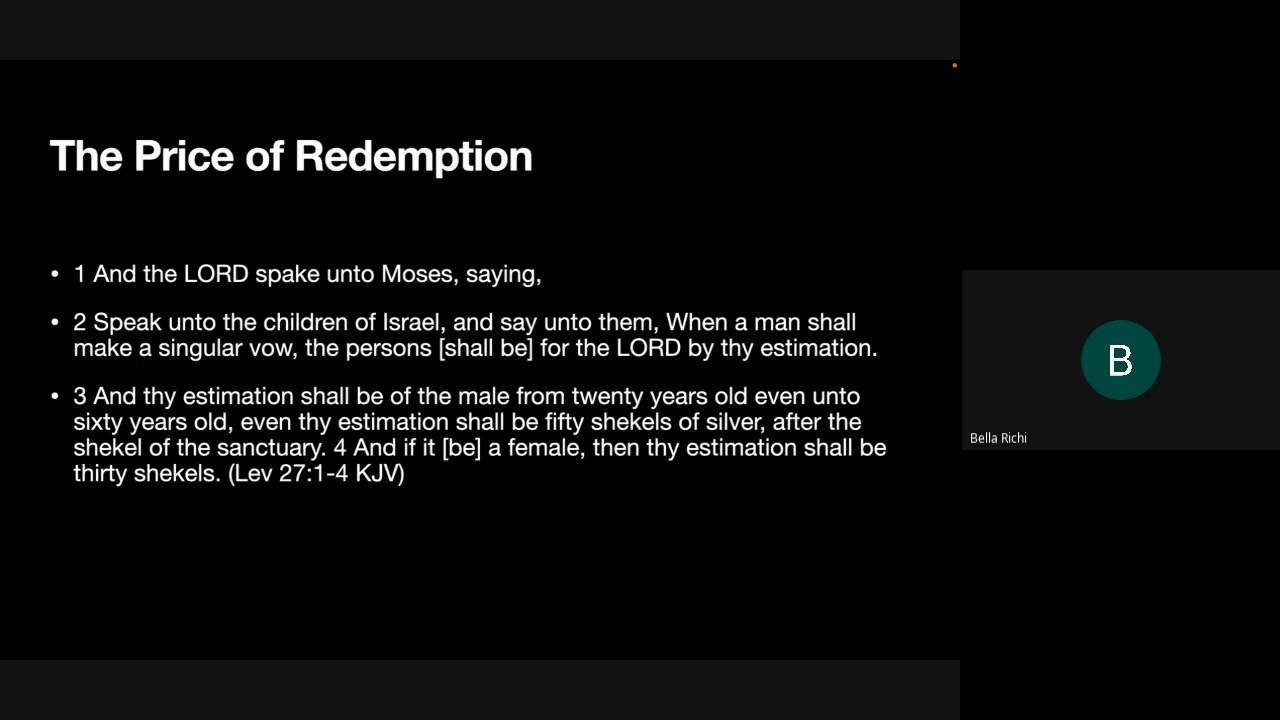 The Price of Redemption
• 1 And the LORD spake unto Moses, saying,
• 2 Speak unto the children of Israel, and say unto them, When a man shall
make a singular vow, the persons [shall be] for the LORD by thy estimation.
• 3 And thy estimation shall be of the male from twenty years old even unto
sixty years old, even thy estimation shall be fifty shekels of silver, after the
shekel of the sanctuary. 4 And if it [be] a female, then thy estimation shall be
thirty shekels. (Lev 27:1-4 KJV)
B
Bella Richi